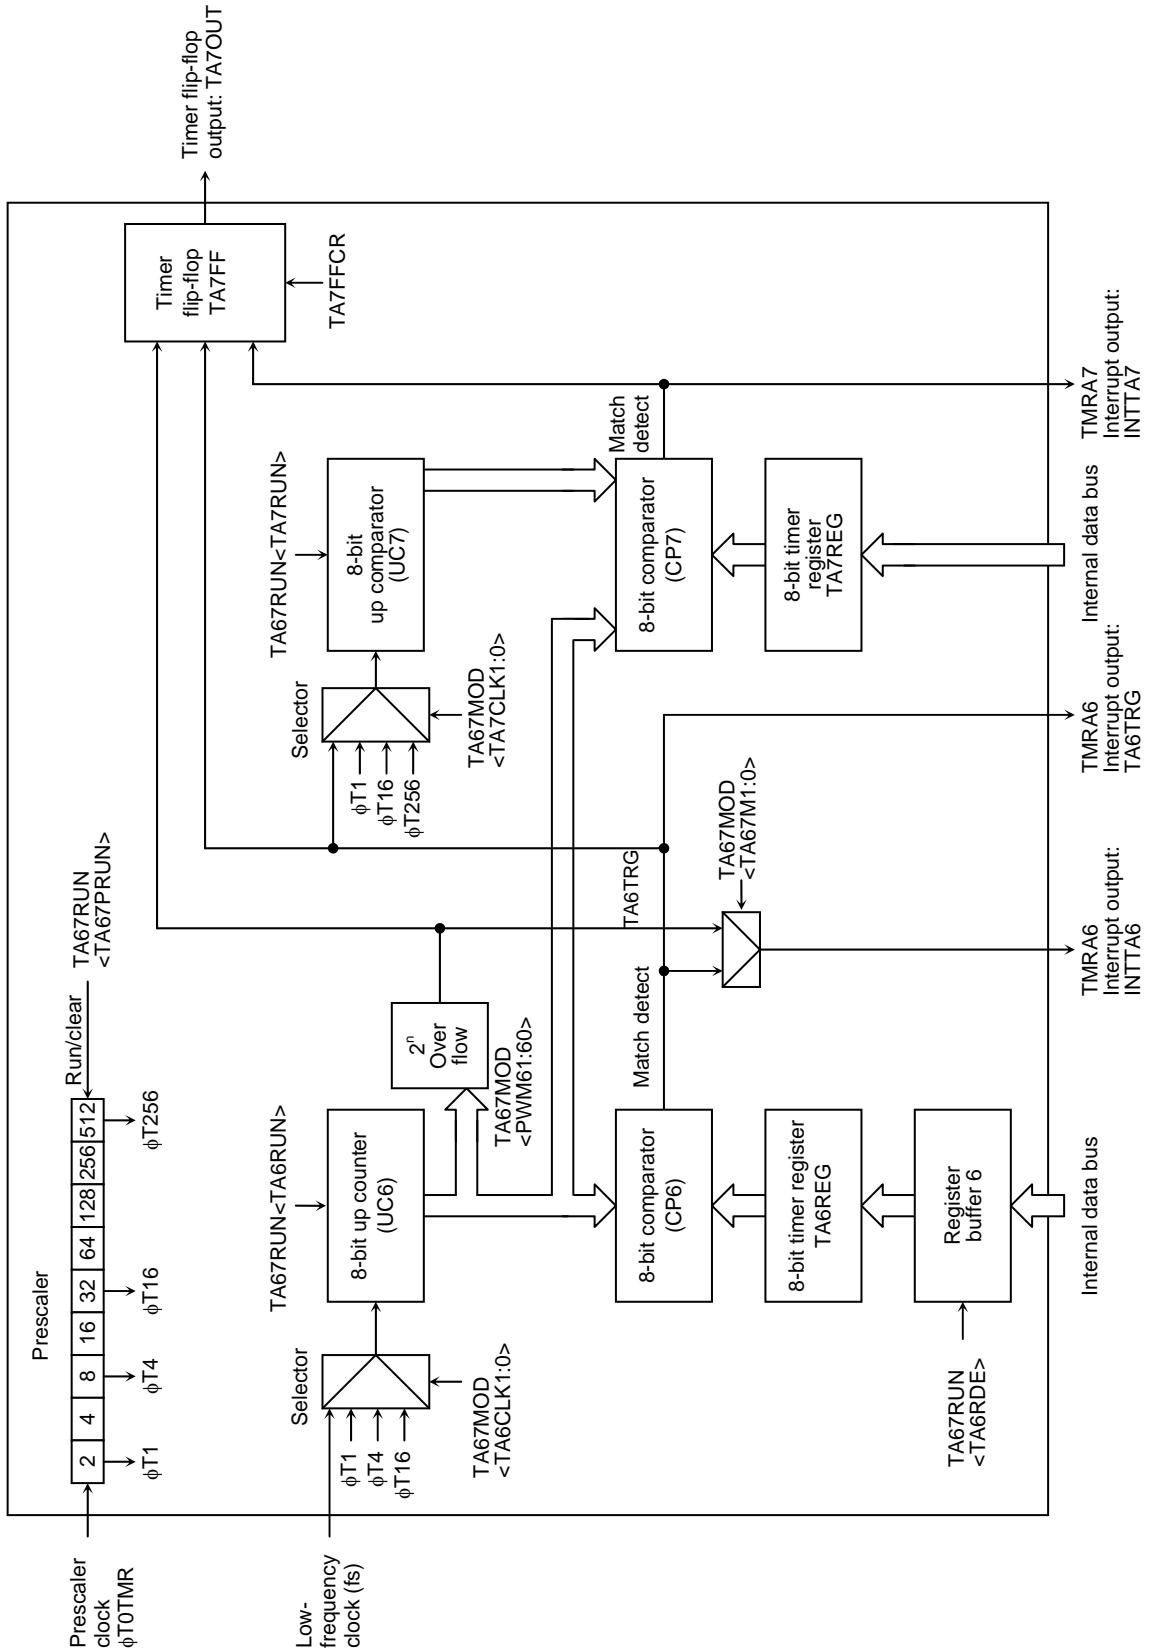 Prescaler
Prescaler
clock
ϕT0TMR
2 4 8 16 32 64 128 256 512
Run/clear
TA67RUN
<TA67PRUN>
ϕT1
ϕT4
ϕT16
ϕT256
Low-
frequency
clock (fs)
Selector
ϕT1
ϕT4
ϕT16
TA67MOD
<TA6CLK1:0>
TA67RUN<TA6RUN>
8-bit up counter
(UC6)
2n
Over
flow
TA67MOD
<PWM61:60>
8-bit comparator
(CP6)
Match detect
TA6TRG
8-bit timer register
TA6REG
Register
buffer 6
TA67RUN
<TA6RDE>
Internal data bus
TA67MOD
<TA67M1:0>
TMRA6
Interrupt output:
INTTA6
TMRA6
Interrupt output:
TA6TRG
Selector
ϕT1
ϕT16
ϕT256
TA67MOD
<TA7CLK1:0>
TA67RUN<TA7RUN>
8-bit
up comparator
(UC7)
8-bit comparator
(CP7)
Match
detect
8-bit timer
register
TA7REG
Internal data bus
TMRA7
Interrupt output:
INTTA7
Timer
flip-flop
TA7FF
TA7FFCR
Timer flip-flop
output: TA7OUT